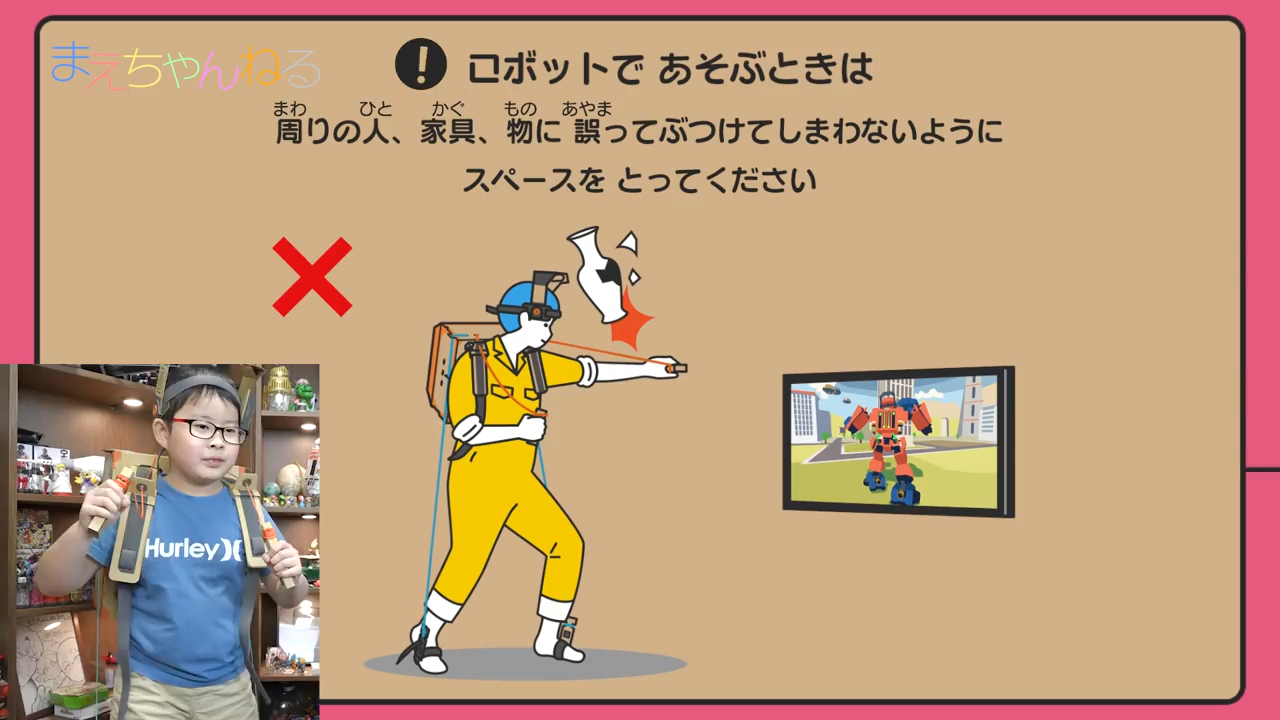 まえちゃんねる
! ロボットで あそぶときは
まわ ひと かぐ もの あやま
周りの人、家具、物に 誤ってぶつけてしまわないように
スペースを とってください
Hurley